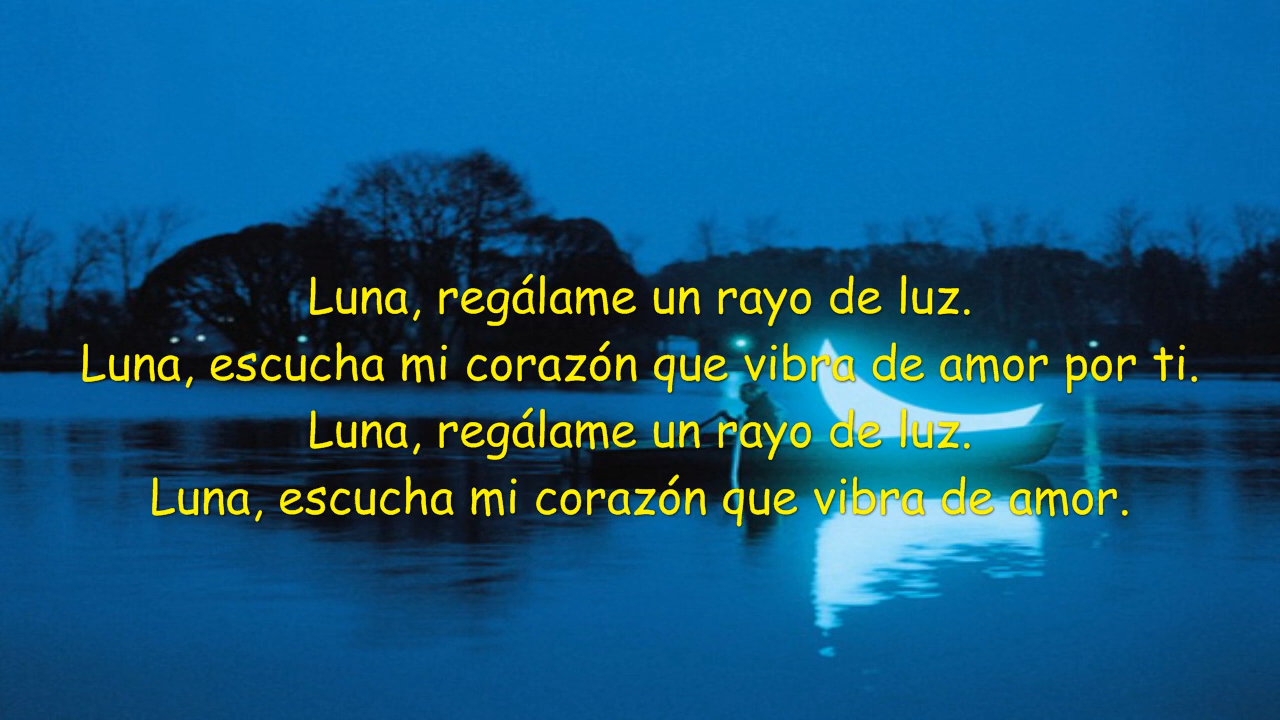 Luna, regálame un rayo de luz.
Luna, escucha mi corazón que vibra de amor por ti.
Luna, regálame un rayo de luz.
Luna, escucha mi corazón que vibra de amor.